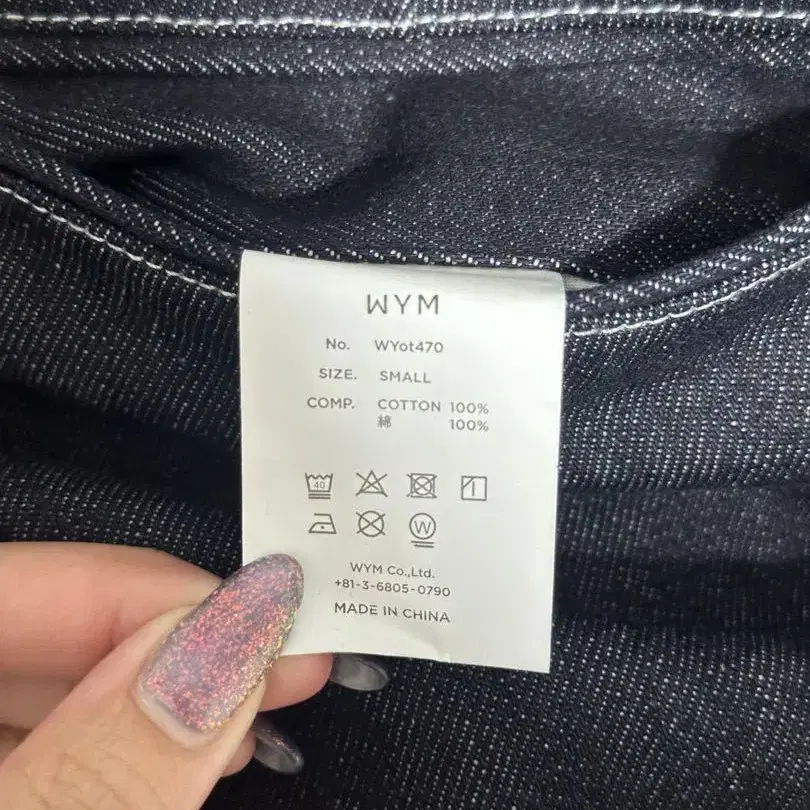 WYM
No. WYot470
SIZE. SMALL
COMP. COTTON 100%
綿 100%
40
W
WYM Co.,Ltd.
+81-3-6805-0790
MADE IN CHINA